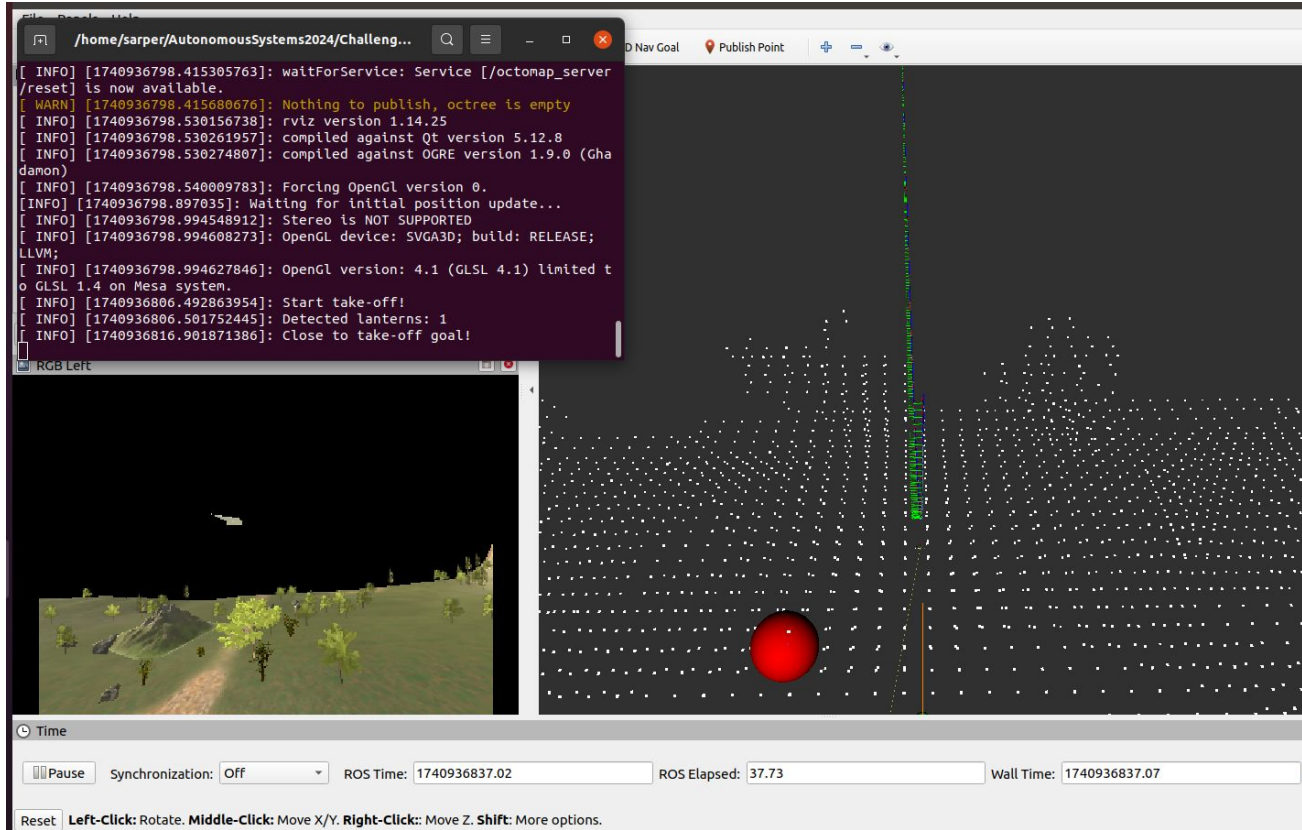 File Panels Help
/home/sarper/AutonomousSystems2024/Challeng...
D Nav Goal Publish Point
[ INFO] [1740936798.415305763]: waitForService: Service [/octomap_server
/reset] is now available.
[ WARN] [1740936798.415680676]: Nothing to publish, octree is empty
[ INFO] [1740936798.530156738]: rviz version 1.14.25
[ INFO] [1740936798.530261957]: compiled against Qt version 5.12.8
[ INFO] [1740936798.530274807]: compiled against OGRE version 1.9.0 (Gha
damon)
[ INFO] [1740936798.540009783]: Forcing OpenGl version 0.
[INFO] [1740936798.897035]: Waiting for initial position update...
[ INFO] [1740936798.994548912]: Stereo is NOT SUPPORTED
[ INFO] [1740936798.994608273]: OpenGL device: SVGA3D; build: RELEASE;
LLVM;
[ INFO] [1740936798.994627846]: OpenGl version: 4.1 (GLSL 4.1) limited t
o GLSL 1.4 on Mesa system.
[ INFO] [1740936806.492863954]: Start take-off!
[ INFO] [1740936806.501752445]: Detected lanterns: 1
[ INFO] [1740936816.901871386]: Close to take-off goal!
RGB Left
Time
Pause Synchronization: Off ROS Time: 1740936837.02 ROS Elapsed: 37.73 Wall Time: 1740936837.07
Reset Left-Click: Rotate. Middle-Click: Move X/Y. Right-Click:: Move Z. Shift: More options.